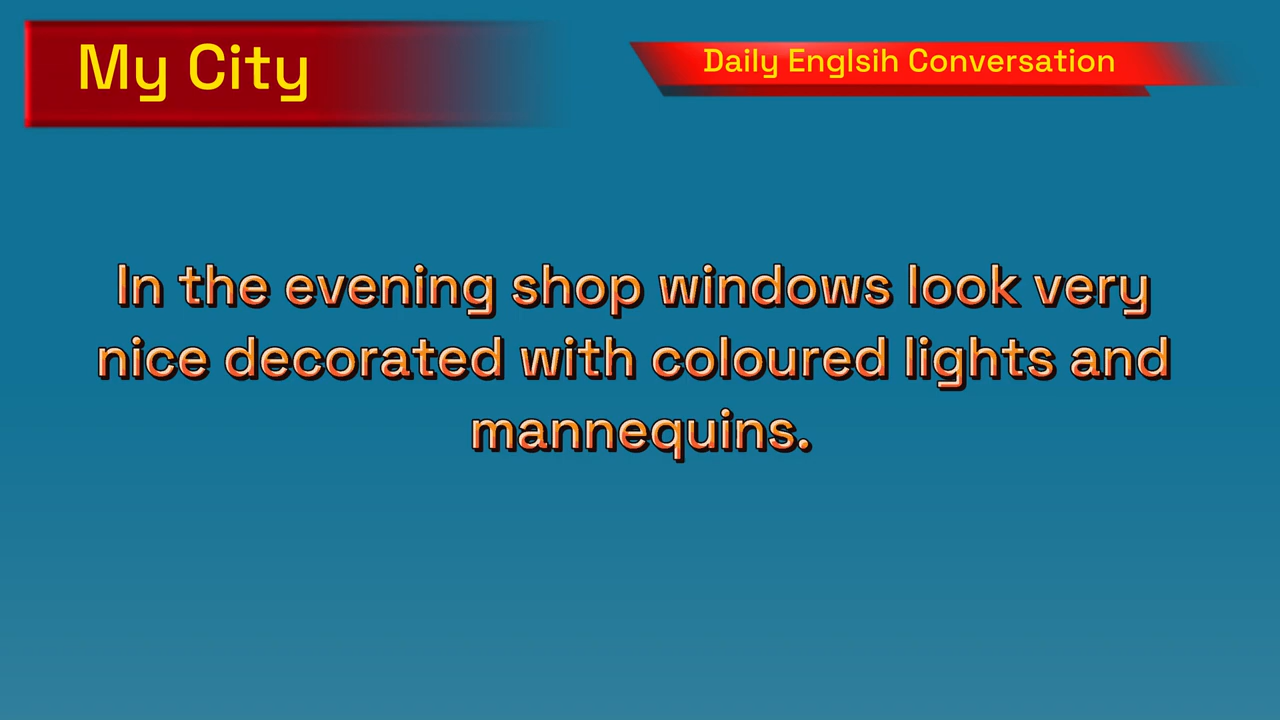 My City
Daily Englsih Conversation
In the evening shop windows look very
nice decorated with coloured lights and
mannequins.